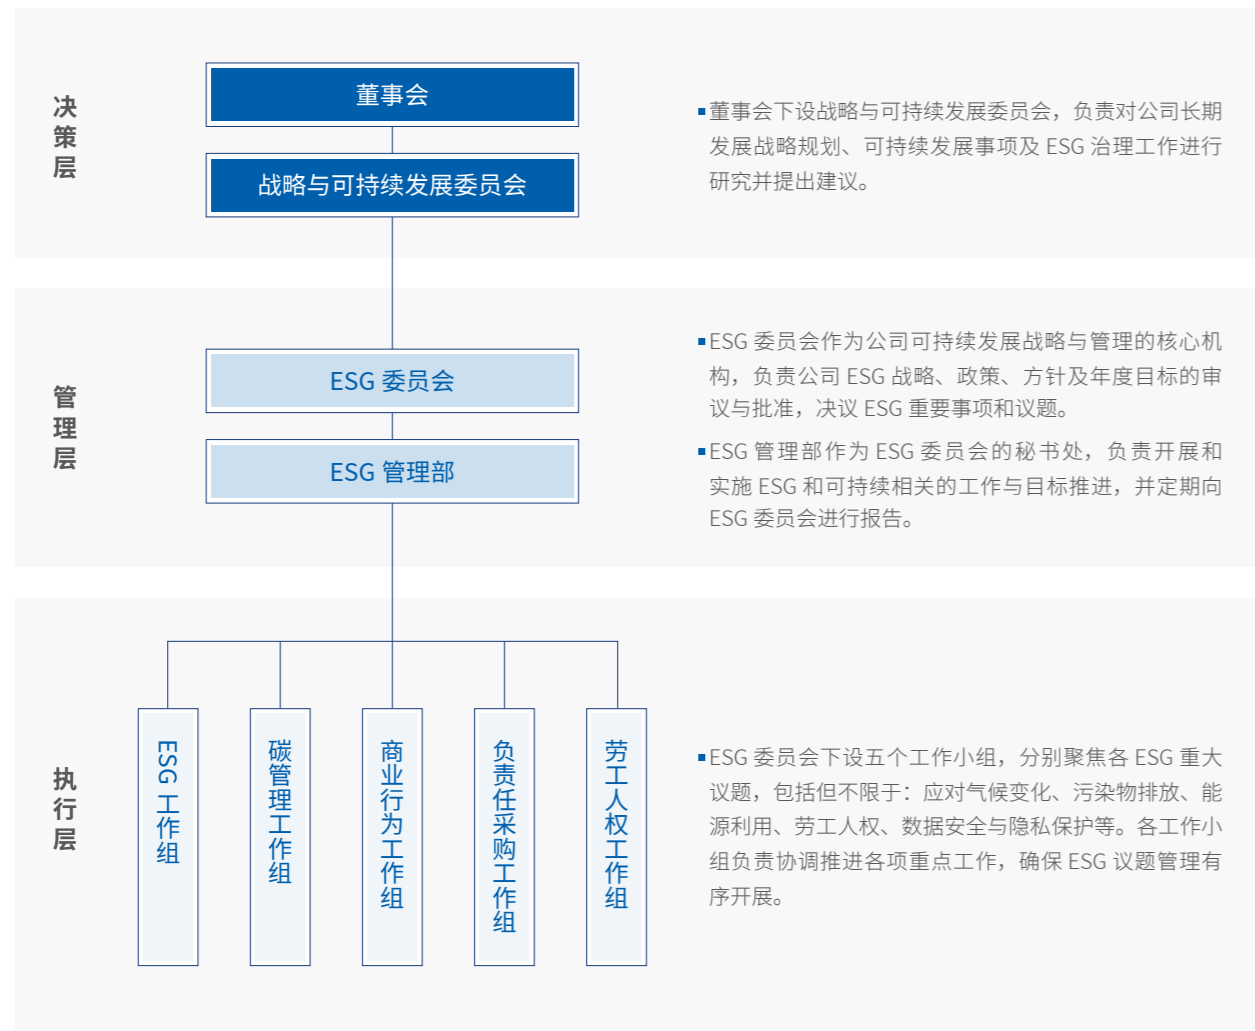 决策层
董事会
战略与可持续发展委员会
▪董事会下设战略与可持续发展委员会，负责对公司长期
发展战略规划、可持续发展事项及 ESG 治理工作进行
研究并提出建议。
管理层
ESG 委员会
ESG 管理部
▪ESG 委员会作为公司可持续发展战略与管理的核心机
构，负责公司 ESG 战略、政策、方针及年度目标的审
议与批准，决议 ESG 重要事项和议题。
▪ESG 管理部作为 ESG 委员会的秘书处，负责开展和
实施 ESG 和可持续相关的工作与目标推进，并定期向
ESG 委员会进行报告。
执行层
ESG 工作组
碳管理工作组
商业行为工作组
负责任采购工作组
劳工人权工作组
▪ESG 委员会下设五个工作小组，分别聚焦各 ESG 重大
议题，包括但不限于：应对气候变化、污染物排放、能
源利用、劳工人权、数据安全与隐私保护等。各工作小
组负责协调推进各项重点工作，确保 ESG 议题管理有
序开展。